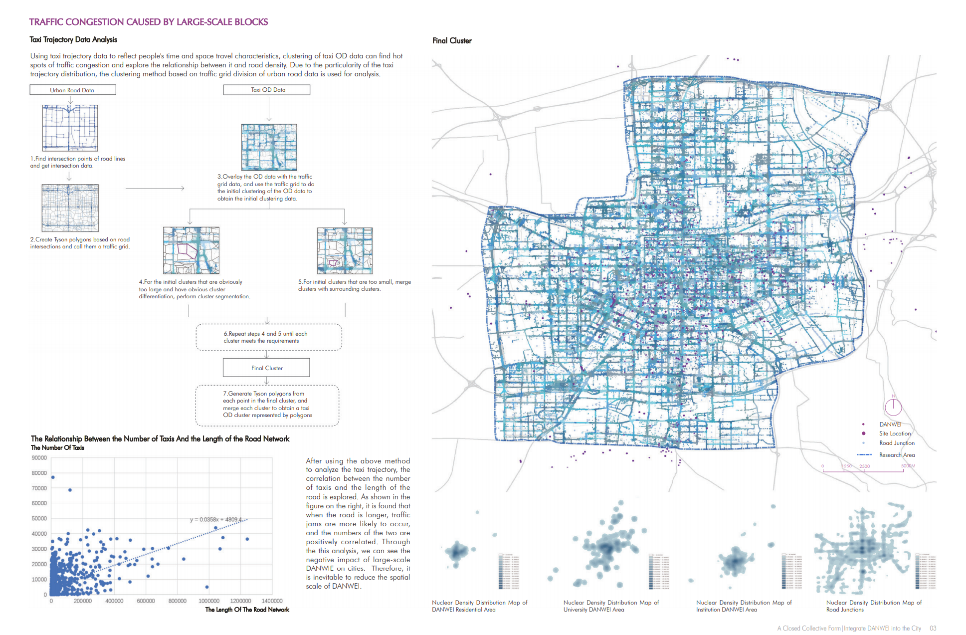 TRAFFIC CONGESTION CAUSED BY LARGE-SCALE BLOCKS
Taxi Trajectory Data Analysis
Using taxi trajectory data to reflect people's time and space travel characteristics, clustering of taxi OD data can find hot
spots of traffic congestion and explore the relationship between it and road density. Due to the particularity of the taxi
trajectory distribution, the clustering method based on traffic grid division of urban road data is used for analysis.
Urban Road Data
Taxi OD Data
1.Find intersection points of road lines
and get intersection data.
2.Create Tyson polygons based on road
intersections and call them a traffic grid.
3.Overlay the OD data with the traffic
grid data, and use the traffic grid to do
the initial clustering of the OD data to
obtain the initial clustering data.
4.For the initial clusters that are obviously
too large and have obvious cluster
differentiation, perform cluster segmentation.
5.For initial clusters that are too small, merge
clusters with surrounding clusters.
6.Repeat steps 4 and 5 until each
cluster meets the requirements
Final Cluster
7.Generate Tyson polygons from
each point in the final cluster, and
merge each cluster to obtain a taxi
OD cluster represented by polygons
The Relationship Between the Number of Taxis And the Length of the Road Network
The Number Of Taxis
90000
80000
70000
60000
50000
40000
30000
20000
10000
0
y = 0.0358x + 4809.4
0 200000 400000 600000 800000 1000000 1200000 1400000
The Length Of The Road Network
After using the above method
to analyze the taxi trajectory, the
correlation between the number
of taxis and the length of the
road is explored. As shown in the
figure on the right, it is found that
when the road is longer, traffic
jams are more likely to occur,
and the numbers of the two are
positively correlated. Through
the this analysis, we can see the
negative impact of large-scale
DANWIE on cities. Therefore, it
is inevitable to reduce the spatial
scale of DANWEI.
Final Cluster
DANWEI
Site Location
Road Junction
Research Area
0 1250 2500 5000M
Nuclear Density Distribution Map of
DANWEI Residential Area
Nuclear Density Distribution Map of
University DANWEI Area
Nuclear Density Distribution Map of
Institution DANWEI Area
Nuclear Density Distribution Map of
Road Junctions
A Closed Collective Form|Integrate DANWEI Into the City 03